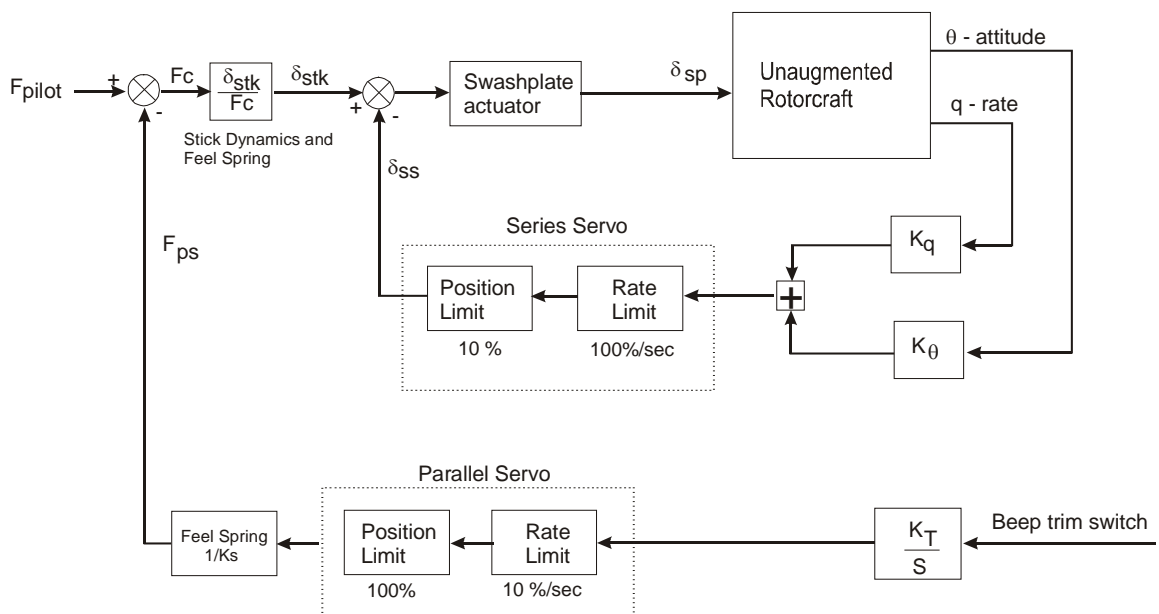 θ - attitude
Fpilot
+
-
Fc
δstk
Fc
δstk
+
-
Swashplate
actuator
δsp
Unaugmented
Rotorcraft
q - rate
Stick Dynamics and
Feel Spring
δss
Fps
Series Servo
Position
Limit
Rate
Limit
10 %
100%/sec
+
Kq
Kθ
Parallel Servo
Feel Spring
1/Ks
Position
Limit
Rate
Limit
100%
10 %/sec
KT
S
Beep trim switch